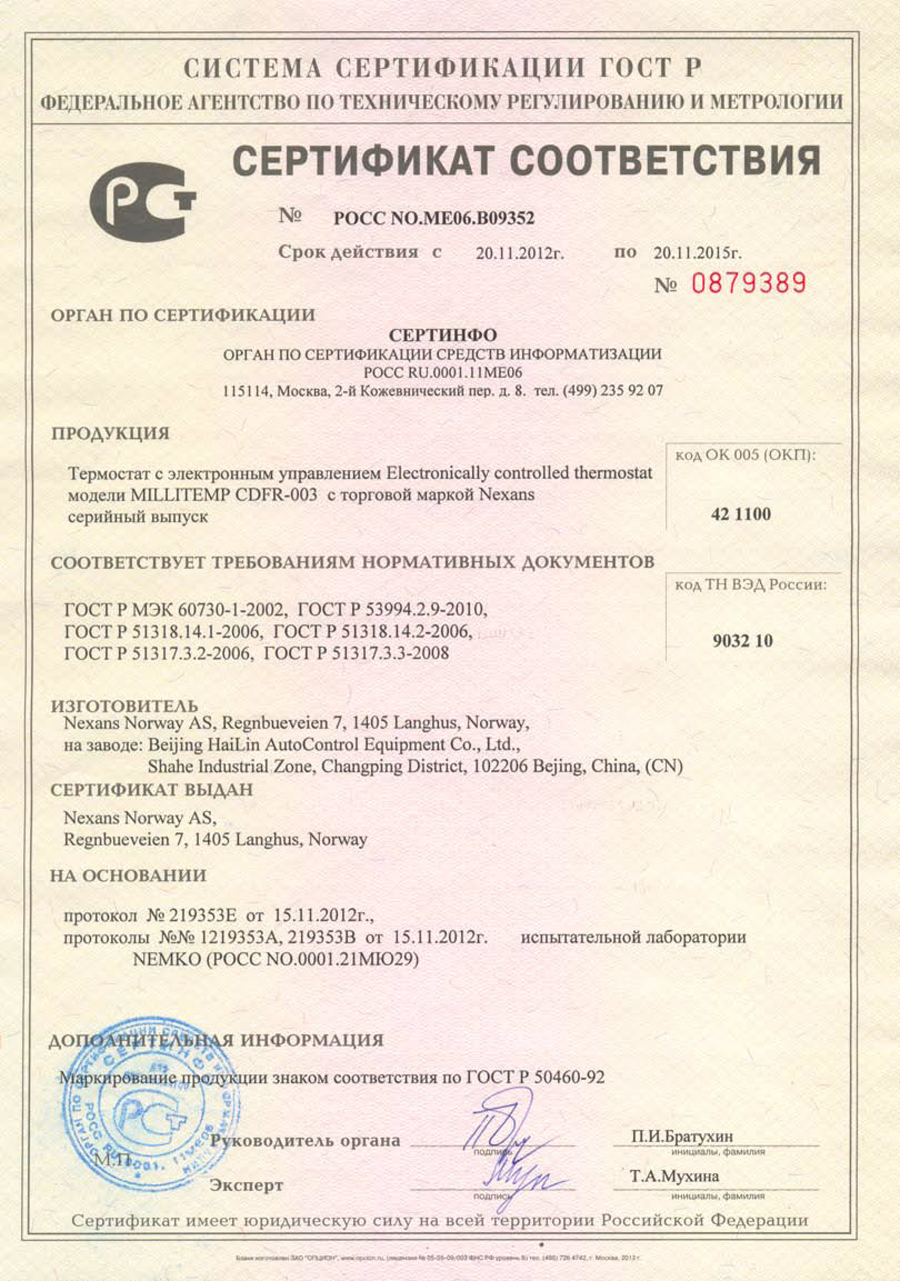 СИСТЕМА СЕРТИФИКАЦИИ ГОСТ Р
ФЕДЕРАЛЬНОЕ АГЕНТСТВО ПО ТЕХНИЧЕСКОМУ РЕГУЛИРОВАНИЮ И МЕТРОЛОГИИ
СЕРТИФИКАТ СООТВЕТСТВИЯ
№ РОСС NO.ME06.B09352
Срок действия с 20.11.2012г. по 20.11.2015г.
№ 0879389
ОРГАН ПО СЕРТИФИКАЦИИ
СЕРТИНФО
ОРГАН ПО СЕРТИФИКАЦИИ СРЕДСТВ ИНФОРМАТИЗАЦИИ
РОСС RU.0001.11ME06
115114, Москва, 2-й Кожевнический пер. д. 8. тел. (499) 235 92 07
ПРОДУКЦИЯ
Термостат с электронным управлением Electronically controlled thermostat
модели MILLITEMP CDFR-003 с торговой маркой Nexans
серийный выпуск
код ОК 005 (ОКП):
42 1100
СООТВЕТСТВУЕТ ТРЕБОВАНИЯМ НОРМАТИВНЫХ ДОКУМЕНТОВ
ГОСТ Р МЭК 60730-1-2002, ГОСТ Р 53994.2.9-2010,
ГОСТ Р 51318.14.1-2006, ГОСТ Р 51318.14.2-2006,
ГОСТ Р 51317.3.2-2006, ГОСТ Р 51317.3.3-2008
код ТН ВЭД России:
9032 10
ИЗГОТОВИТЕЛЬ
Nexans Norway AS, Regnbueveien 7, 1405 Langhus, Norway,
на заводе: Beijing HaiLin AutoControl Equipment Co., Ltd.,
Shahe Industrial Zone, Changping District, 102206 Bejing, China, (CN)
СЕРТИФИКАТ ВЫДАН
Nexans Norway AS,
Regnbueveien 7, 1405 Langhus, Norway
НА ОСНОВАНИИ
протокол № 219353E от 15.11.2012г.,
протоколы №№ 1219353A, 219353B от 15.11.2012г. испытательной лаборатории
NEMKO (РОСС NO.0001.21МЮ29)
ДОПОЛНИТЕЛЬНАЯ ИНФОРМАЦИЯ
Маркирование продукции знаком соответствия по ГОСТ Р 50460-92
Руководитель органа
подпись
П.И.Братухин
инициалы, фамилия
М.П.
Эксперт
подпись
Т.А.Мухина
инициалы, фамилия
Сертификат имеет юридическую силу на всей территории Российской Федерации